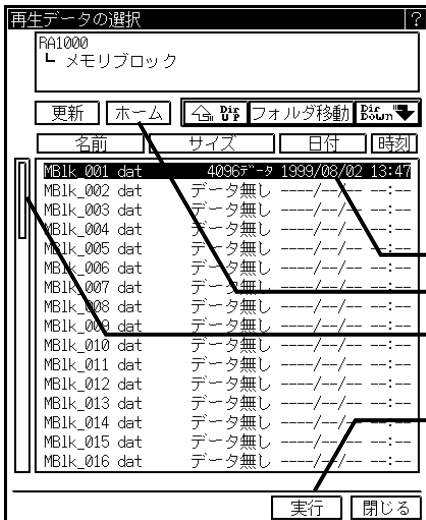 再生データの選択 ?
RA1000
┗ メモリブロック
更新 ホーム Dir UP フォルダ移動 Dir Down
名前 サイズ 日付 時刻
MBlk_001 dat 4096データ 1999/08/02 13:47
MBlk_002 dat データ無し ----/--/-- --:--
MBlk_003 dat データ無し ----/--/-- --:--
MBlk_004 dat データ無し ----/--/-- --:--
MBlk_005 dat データ無し ----/--/-- --:--
MBlk_006 dat データ無し ----/--/-- --:--
MBlk_007 dat データ無し ----/--/-- --:--
MBlk_008 dat データ無し ----/--/-- --:--
MBlk_009 dat データ無し ----/--/-- --:--
MBlk_010 dat データ無し ----/--/-- --:--
MBlk_011 dat データ無し ----/--/-- --:--
MBlk_012 dat データ無し ----/--/-- --:--
MBlk_013 dat データ無し ----/--/-- --:--
MBlk_014 dat データ無し ----/--/-- --:--
MBlk_015 dat データ無し ----/--/-- --:--
MBlk_016 dat データ無し ----/--/-- --:--
実行 閉じる